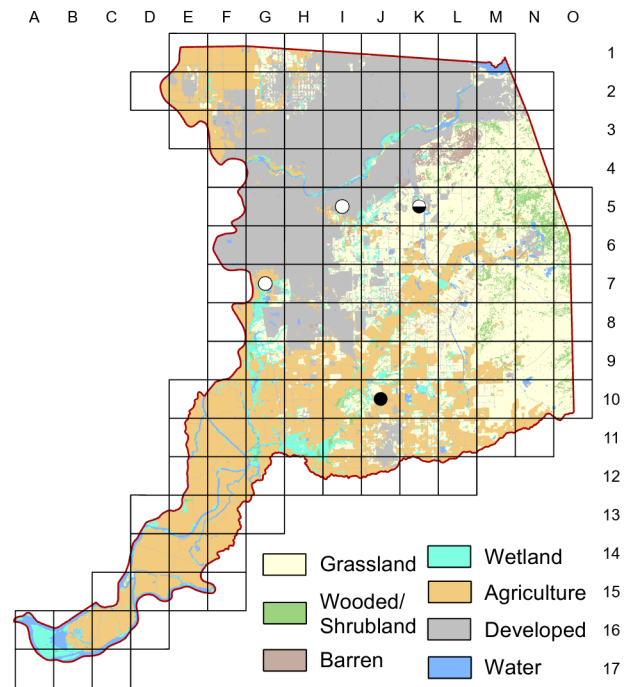 A B C D E F G H I J K L M N O
1
2
3
4
5
6
7
8
9
10
11
12
13
14
15
16
17
Grassland
Wooded/
Shrubland
Barren
Wetland
Agriculture
Developed
Water